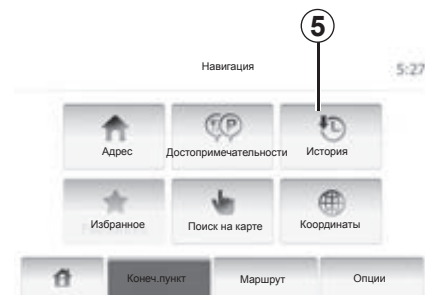 5
Навигация 5:27
Адрес Достопримечательности История
Избранное Поиск на карте Координаты
Конеч.пункт Маршрут Опции